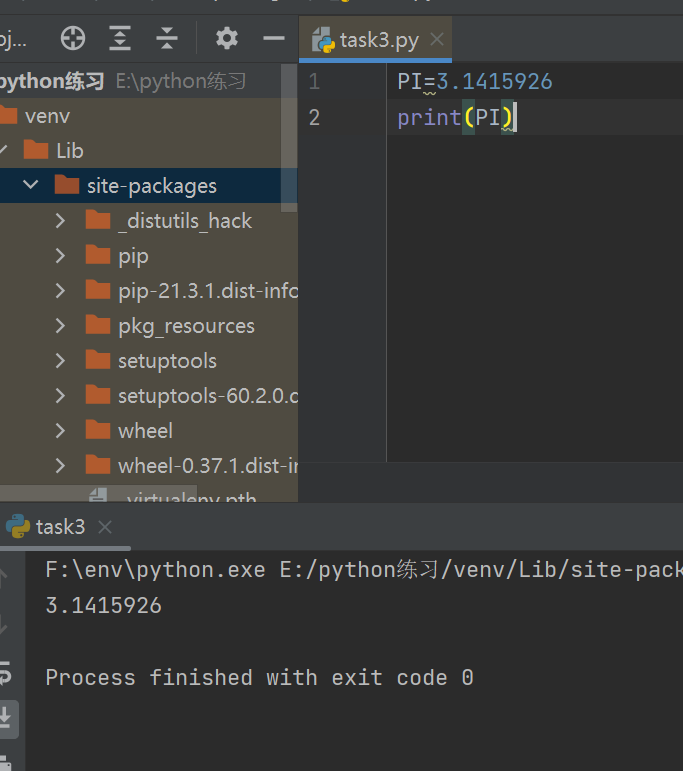 task3.py
python练习 E:\python练习
venv
Lib
site-packages
_distutils_hack
pip
pip-21.3.1.dist-info
pkg_resources
setuptools
setuptools-60.2.0.d
wheel
wheel-0.37.1.dist-in
_virtualenv.pth
1 PI=3.1415926
2 print(PI)
task3
F:\env\python.exe E:/python练习/venv/Lib/site-pack
3.1415926
Process finished with exit code 0